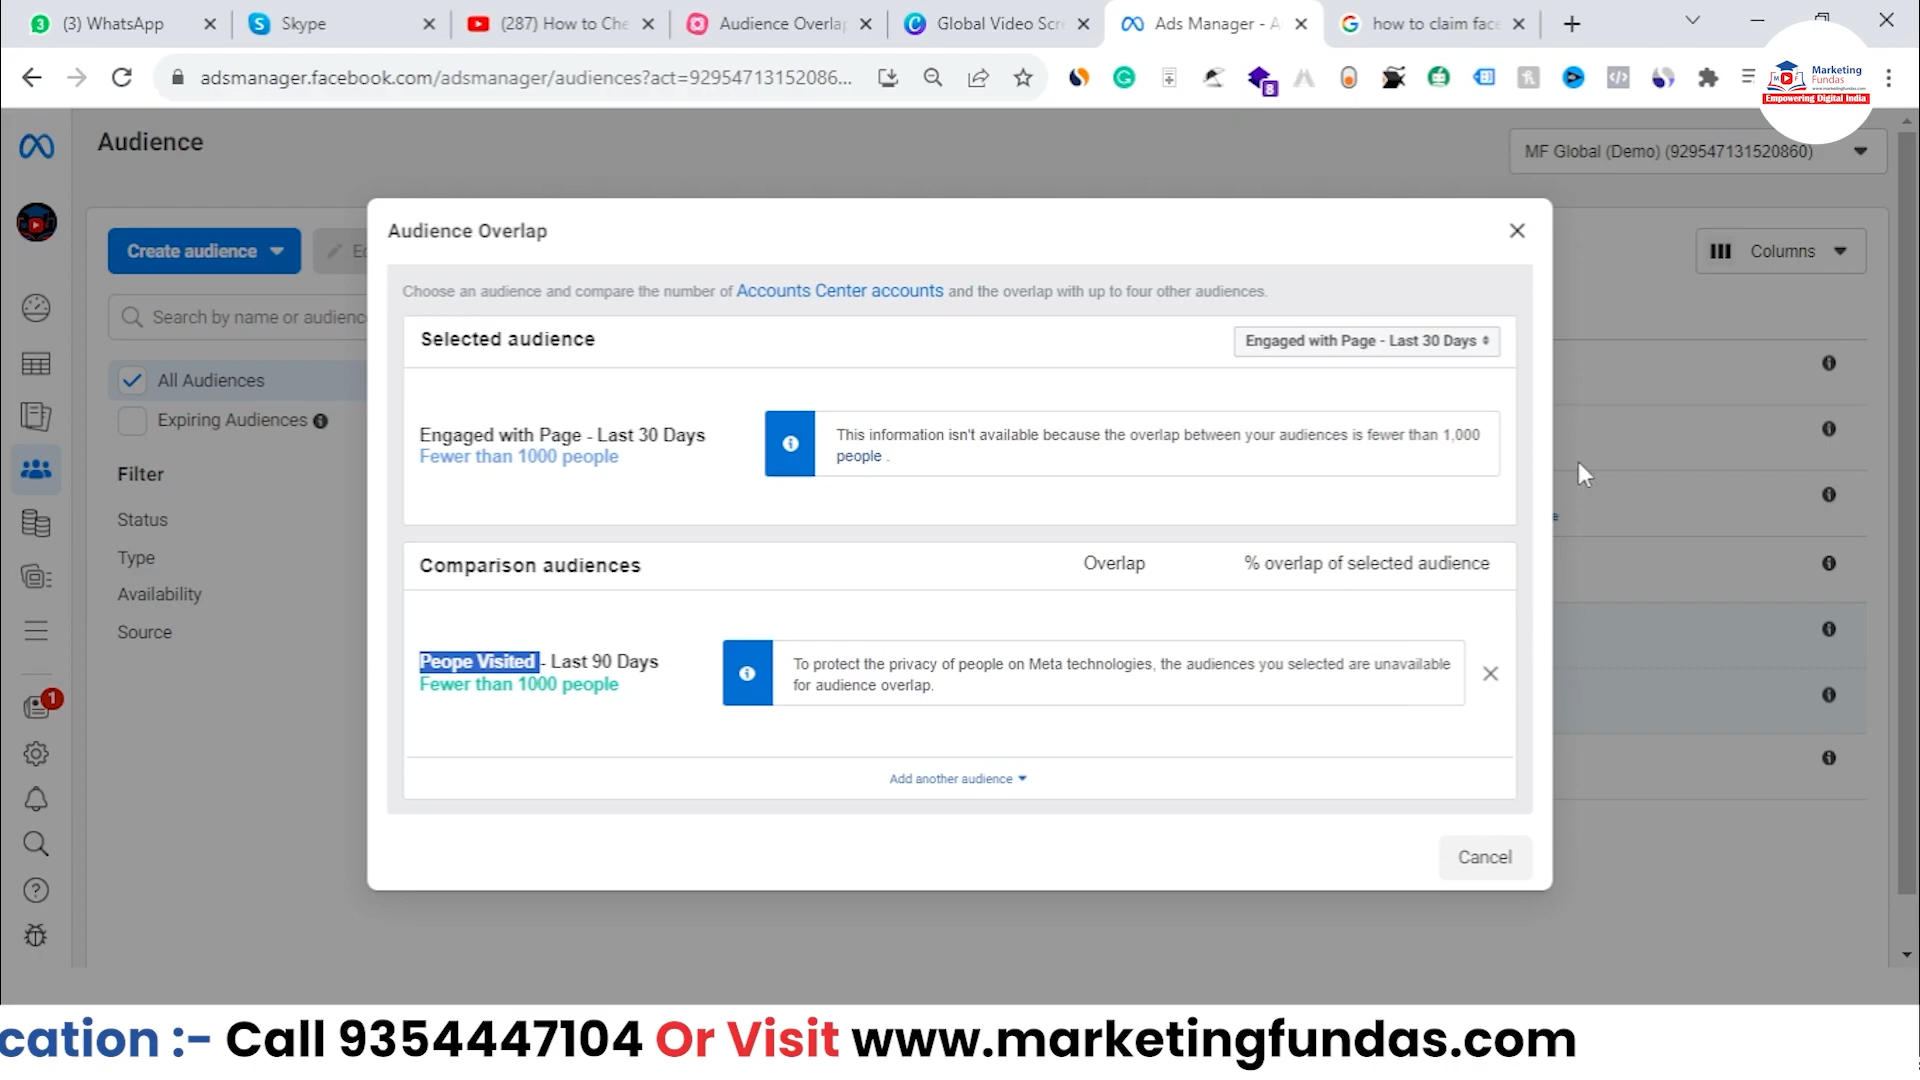 (3) WhatsApp
Skype
(287) How to Che
Audience Overlap
Global Video Scre
Ads Manager - A
how to claim face
adsmanager.facebook.com/adsmanager/audiences?act=92954713152086...
8
Marketing
Fundas
www.marketingfundas.com
Empowering Digital India
Audience
MF Global (Demo) (929547131520860)
Audience Overlap
Create audience
Columns
Choose an audience and compare the number of Accounts Center accounts and the overlap with up to four other audiences.
Search by name or audienc
Selected audience
Engaged with Page - Last 30 Days
All Audiences
Expiring Audiences
Engaged with Page - Last 30 Days
Fewer than 1000 people
This information isn't available because the overlap between your audiences is fewer than 1,000
people .
Filter
Status
Type
Availability
Source
Comparison audiences
Overlap
% overlap of selected audience
Peope Visited - Last 90 Days
Fewer than 1000 people
To protect the privacy of people on Meta technologies, the audiences you selected are unavailable
for audience overlap.
1
Add another audience
Cancel
cation :- Call 9354447104 Or Visit www.marketingfundas.com